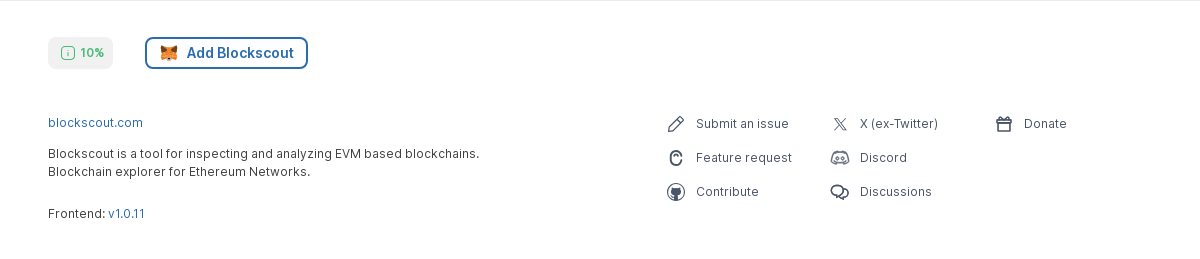 10%
Add Blockscout
blockscout.com
Blockscout is a tool for inspecting and analyzing EVM based blockchains.
Blockchain explorer for Ethereum Networks.
Frontend: v1.0.11
Submit an issue
X (ex-Twitter)
Donate
Feature request
Discord
Contribute
Discussions